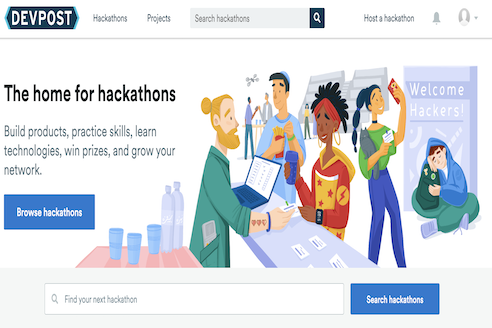 DEVPOST
Hackathons
Projects
Search hackathons
Host a hackathon
The home for hackathons
Build products, practice skills, learn
technologies, win prizes, and grow your
network.
Browse hackathons
Welcome
Hackers!
Find your next hackathon
Search hackathons